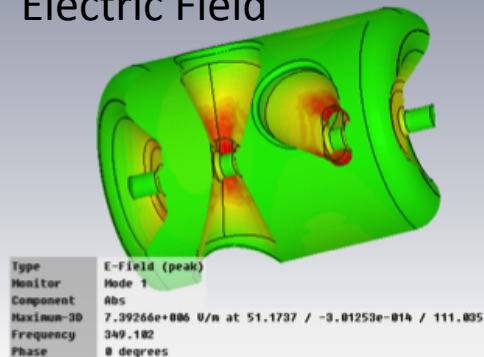 Electric Field
Type E-Field (peak)
Monitor Mode 1
Component Abs
Maximum-3D 7.39266e+006 V/m at 51.1737 / -3.01253e-014 / 111.035
Frequency 349.102
Phase 0 degrees